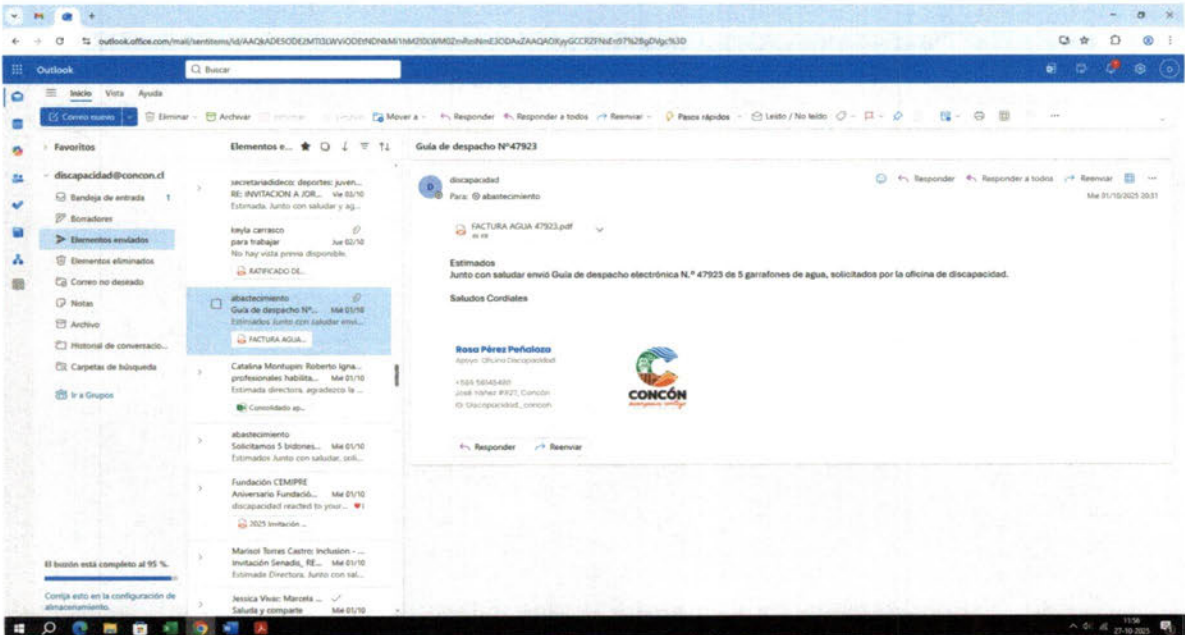 Outlook
Buscar
Inicio Vista Ayuda
Correo nuevo Eliminar Archivar Mover a Responder Responder a todos Reenviar Pasos rápidos Leído / No leído
Favoritos
discapacidad@concon.cl
Bandeja de entrada 1
Borradores
Elementos enviados
Elementos eliminados
Correo no deseado
Notas
Archivo
Historial de conversacio...
Carpetas de búsqueda
Ir a Grupos
El buzón está completo al 95 %.
Corrija esto en la configuración de
almacenamiento.
Elementos e...
secretariadideco; deportes; juven...
RE: INVITACION A JOR... Vie 03/10
Estimada, Junto con saludar y ag...
keyla carrasco
para trabajar Jue 02/10
No hay vista previa disponible.
RATIFICADO DE...
abastecimiento
Guía de despacho N°... Mié 01/10
Estimados Junto con saludar envi...
FACTURA AGUA...
Catalina Montupin; Roberto Igna...
profesionales habilita... Mié 01/10
Estimada directora, agradezco la ...
Consolidado ap...
abastecimiento
Solicitamos 5 bidones... Mié 01/10
Estimados Junto con saludar, soli...
Fundación CEMIPRE
Aniversario Fundació... Mié 01/10
discapacidad reacted to your...
2025 Invitación ...
Marisol Torres Castro; Inclusion - ...
Invitación Senadis_ RE... Mié 01/10
Estimada Directora, Junto con sal...
Jessica Vivar; Marcela ...
Saluda y comparte Mié 01/10
Guía de despacho N°47923
D
discapacidad
Para: abastecimiento
Responder Responder a todos Reenviar
Mié 01/10/2025 20:31
FACTURA AGUA 47923.pdf
Estimados
Junto con saludar envió Guía de despacho electrónica N.° 47923 de 5 garrafones de agua, solicitados por la oficina de discapacidad.
Saludos Cordiales
Rosa Pérez Peñaloza
Apoyo Oficina Discapacidad
CONCÓN
Responder Reenviar
11:56
27-10-2025